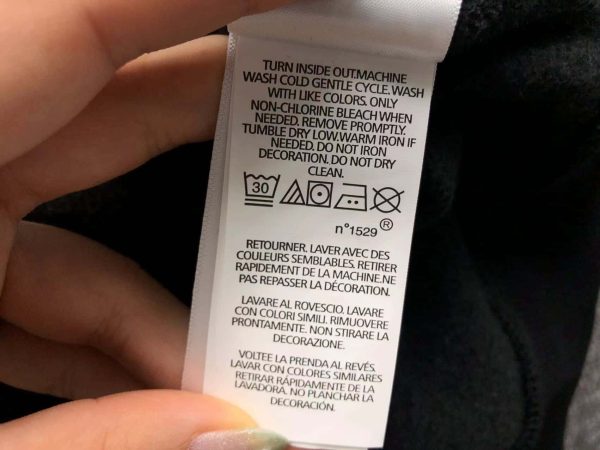 TURN INSIDE OUT.MACHINE
WASH COLD GENTLE CYCLE. WASH
WITH LIKE COLORS. ONLY
NON-CHLORINE BLEACH WHEN
NEEDED. REMOVE PROMPTLY.
TUMBLE DRY LOW.WARM IRON IF
NEEDED. DO NOT IRON
DECORATION. DO NOT DRY
CLEAN.
30
n°1529 ®
RETOURNER. LAVER AVEC DES
COULEURS SEMBLABLES. RETIRER
RAPIDEMENT DE LA MACHINE.NE
PAS REPASSER LA DÉCORATION.
LAVARE AL ROVESCIO. LAVARE
CON COLORI SIMILI. RIMUOVERE
PRONTAMENTE. NON STIRARE LA
DECORAZIONE.
VOLTEE LA PRENDA AL REVÉS.
LAVAR CON COLORES SIMILARES
RETIRAR RÁPIDAMENTE DE LA
LAVADORA. NO PLANCHAR LA
DECORACIÓN.